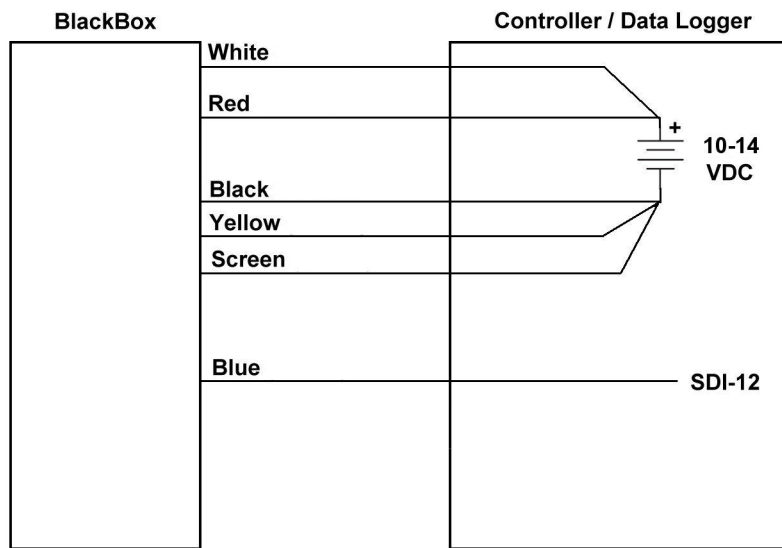 BlackBox
Controller / Data Logger
White
Red
+
10-14
VDC
Black
Yellow
Screen
Blue
SDI-12